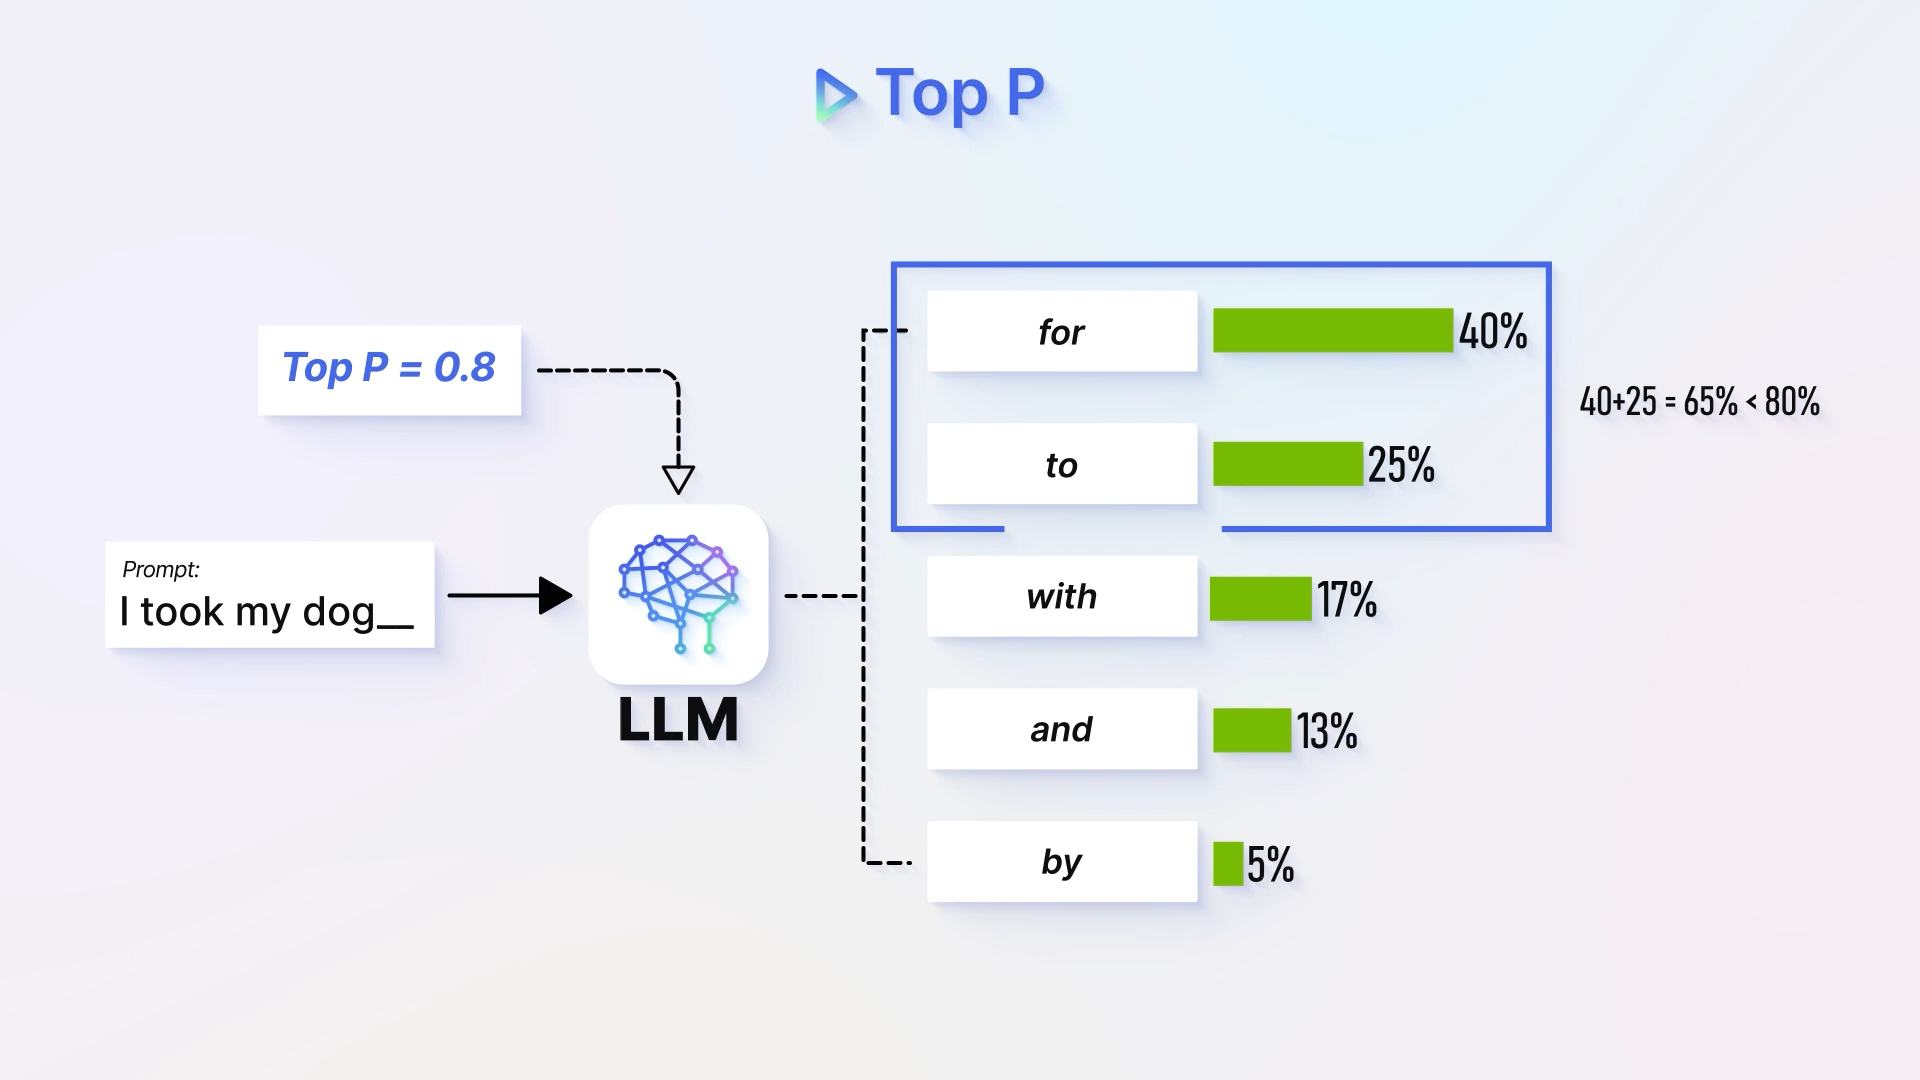 Top P
Top P = 0.8
Prompt:
I took my dog__
LLM
for 40%
to 25%
with 17%
and 13%
by 5%
40+25 = 65% < 80%